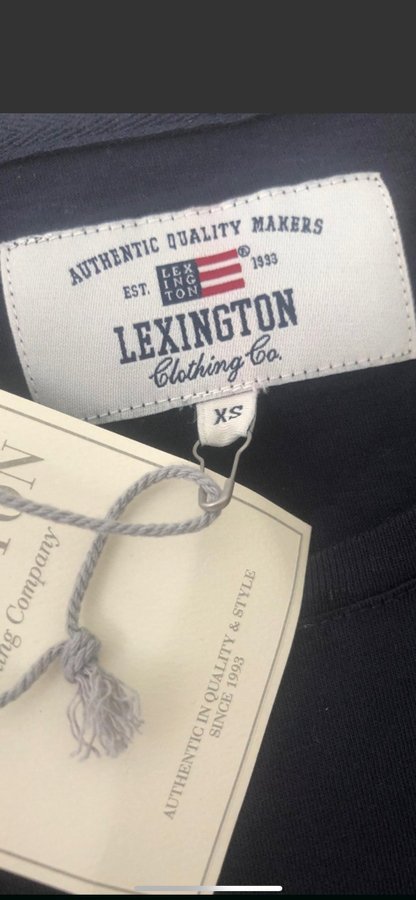 AUTHENTIC QUALITY MAKERS
EST. LEX ING TON ® 1993
LEXINGTON
Clothing Co.
XS
Company
AUTHENTIC IN QUALITY & STYLE
SINCE 1993